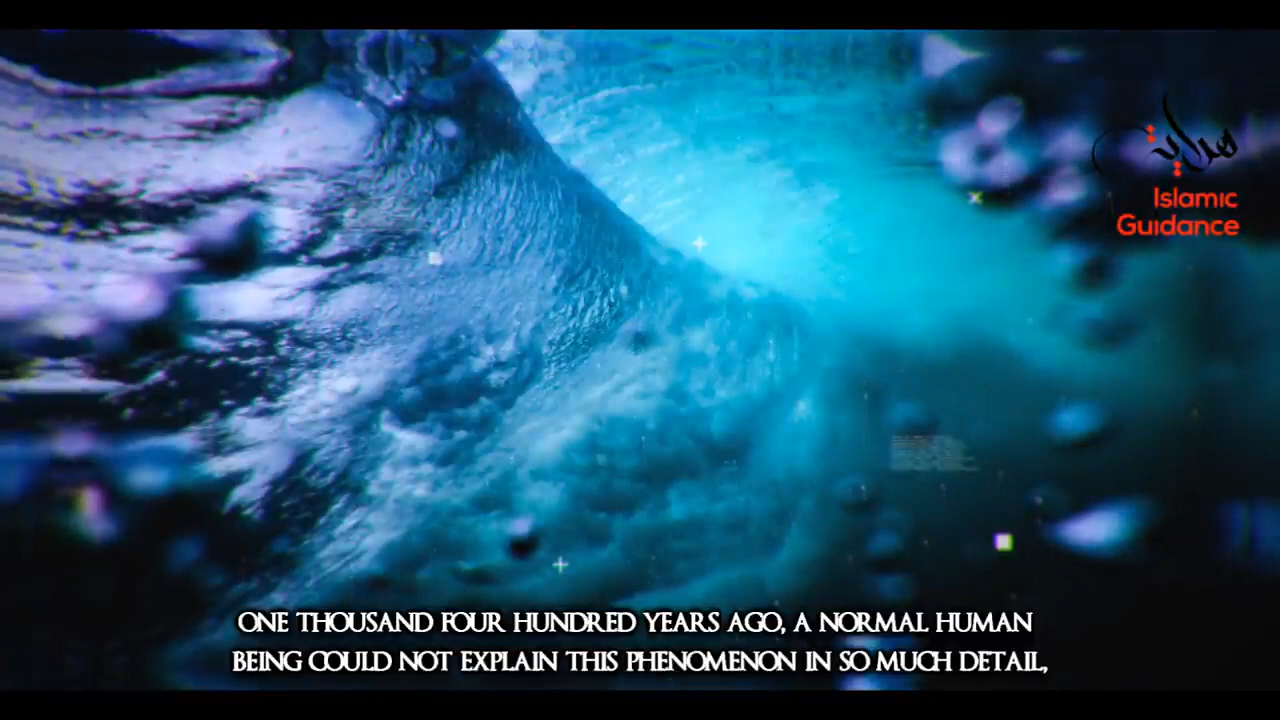 هداية
Islamic
Guidance
ONE THOUSAND FOUR HUNDRED YEARS AGO, A NORMAL HUMAN
BEING COULD NOT EXPLAIN THIS PHENOMENON IN SO MUCH DETAIL,